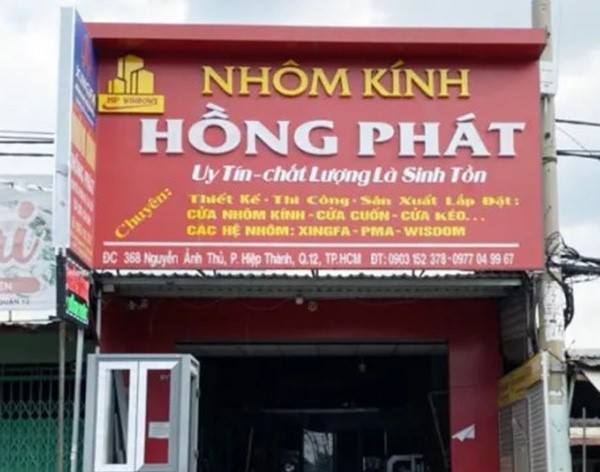 NHÔM KÍNH
MP WINDOWS
HỒNG PHÁT
Uy Tín - chất Lượng Là Sinh Tồn
Chuyên:
Thiết Kế - Thi Công - Sản Xuất Lắp Đặt:
CỬA NHÔM KÍNH - CỬA CUỐN - CỬA KÉO...
CÁC HỆ NHÔM: XINGFA - PMA - WISDOM
ĐC 368 Nguyễn Ảnh Thủ, P. Hiệp Thành, Q.12, TP.HCM ĐT: 0903 152 378 - 0977 04 99 67